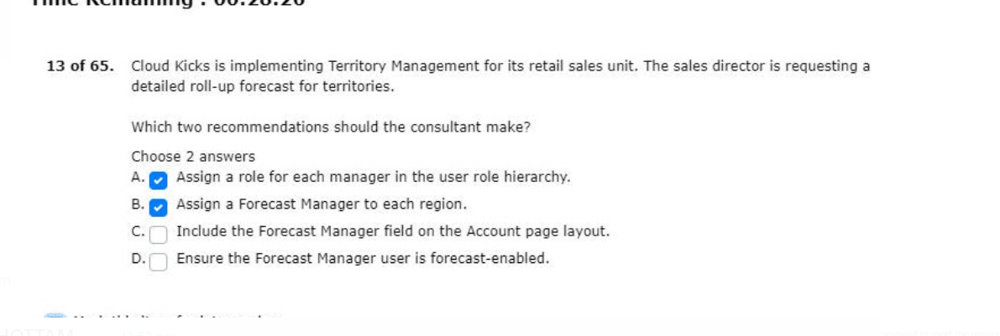 Time Remaining : 00:28:20
13 of 65. Cloud Kicks is implementing Territory Management for its retail sales unit. The sales director is requesting a
detailed roll-up forecast for territories.
Which two recommendations should the consultant make?
Choose 2 answers
A. Assign a role for each manager in the user role hierarchy.
B. Assign a Forecast Manager to each region.
C. Include the Forecast Manager field on the Account page layout.
D. Ensure the Forecast Manager user is forecast-enabled.